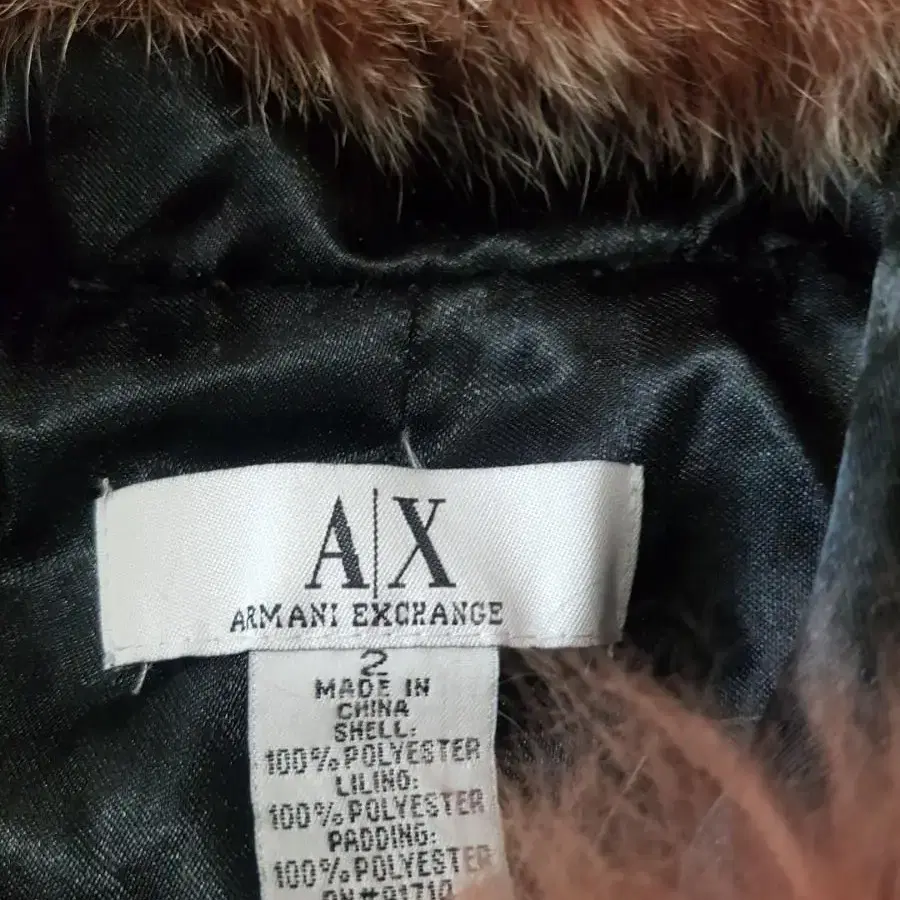 A|X
ARMANI EXCHANGE
2
MADE IN
CHINA
SHELL:
100% POLYESTER
LILING:
100% POLYESTER
PADDING:
100% POLYESTER